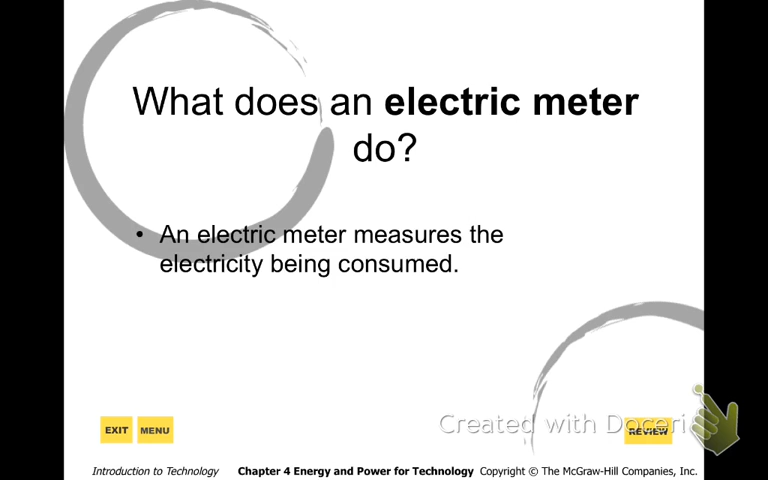 What does an electric meter
do?
• An electric meter measures the
electricity being consumed.
Created with Doceri
EXIT MENU REVIEW
Introduction to Technology Chapter 4 Energy and Power for Technology Copyright © The McGraw-Hill Companies, Inc.